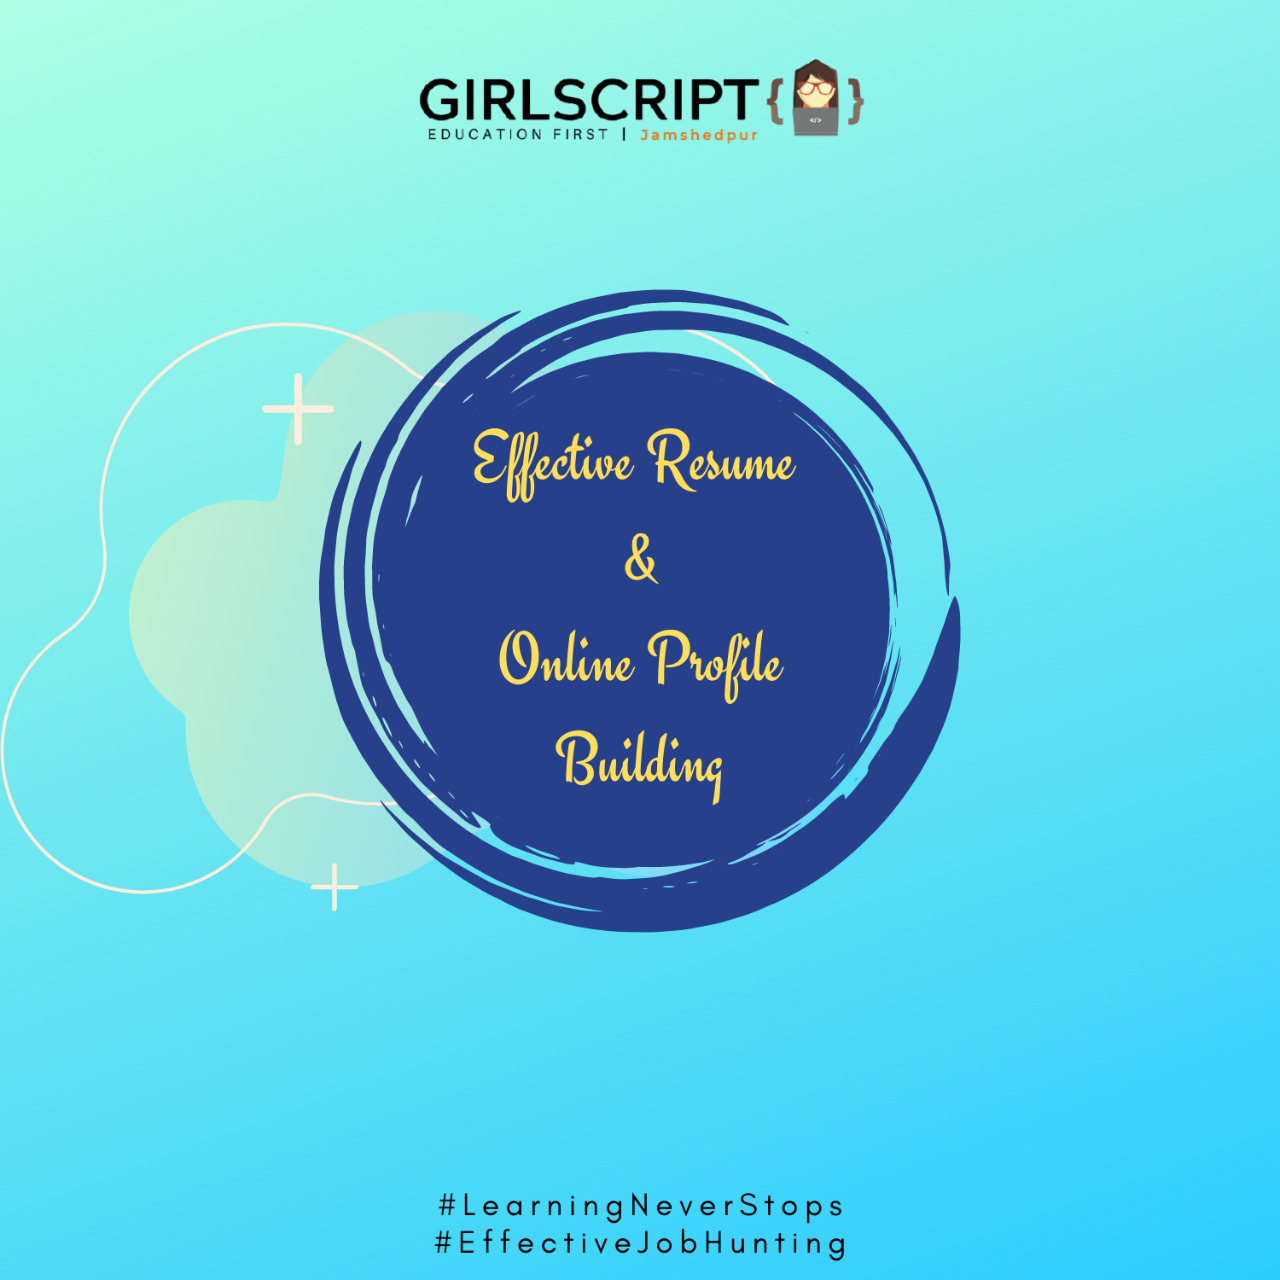 GIRLSCRIPT
EDUCATION FIRST | Jamshedpur
</>
Effective Resume
&
Online Profile
Building
#LearningNeverStops
#EffectiveJobHunting